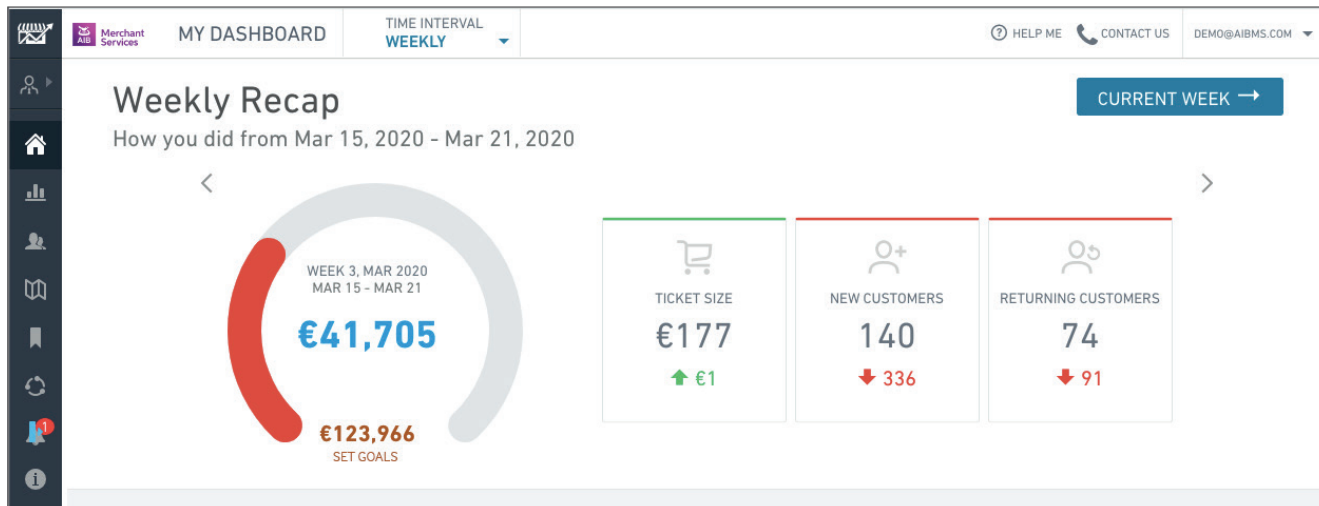 AIB
Merchant
Services
MY DASHBOARD
TIME INTERVAL
WEEKLY
? HELP ME
CONTACT US
DEMO@AIBMS.COM
Weekly Recap
How you did from Mar 15, 2020 - Mar 21, 2020
CURRENT WEEK →
WEEK 3, MAR 2020
MAR 15 - MAR 21
€41,705
€123,966
SET GOALS
TICKET SIZE
€177
€1
NEW CUSTOMERS
140
336
RETURNING CUSTOMERS
74
91
1